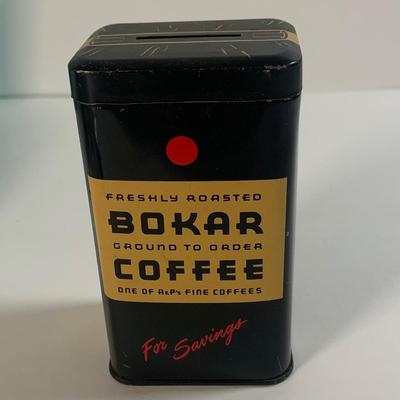 FRESHLY ROASTED
BOKAR
GROUND TO ORDER
COFFEE
ONE OF A&P's FINE COFFEES
For Savings